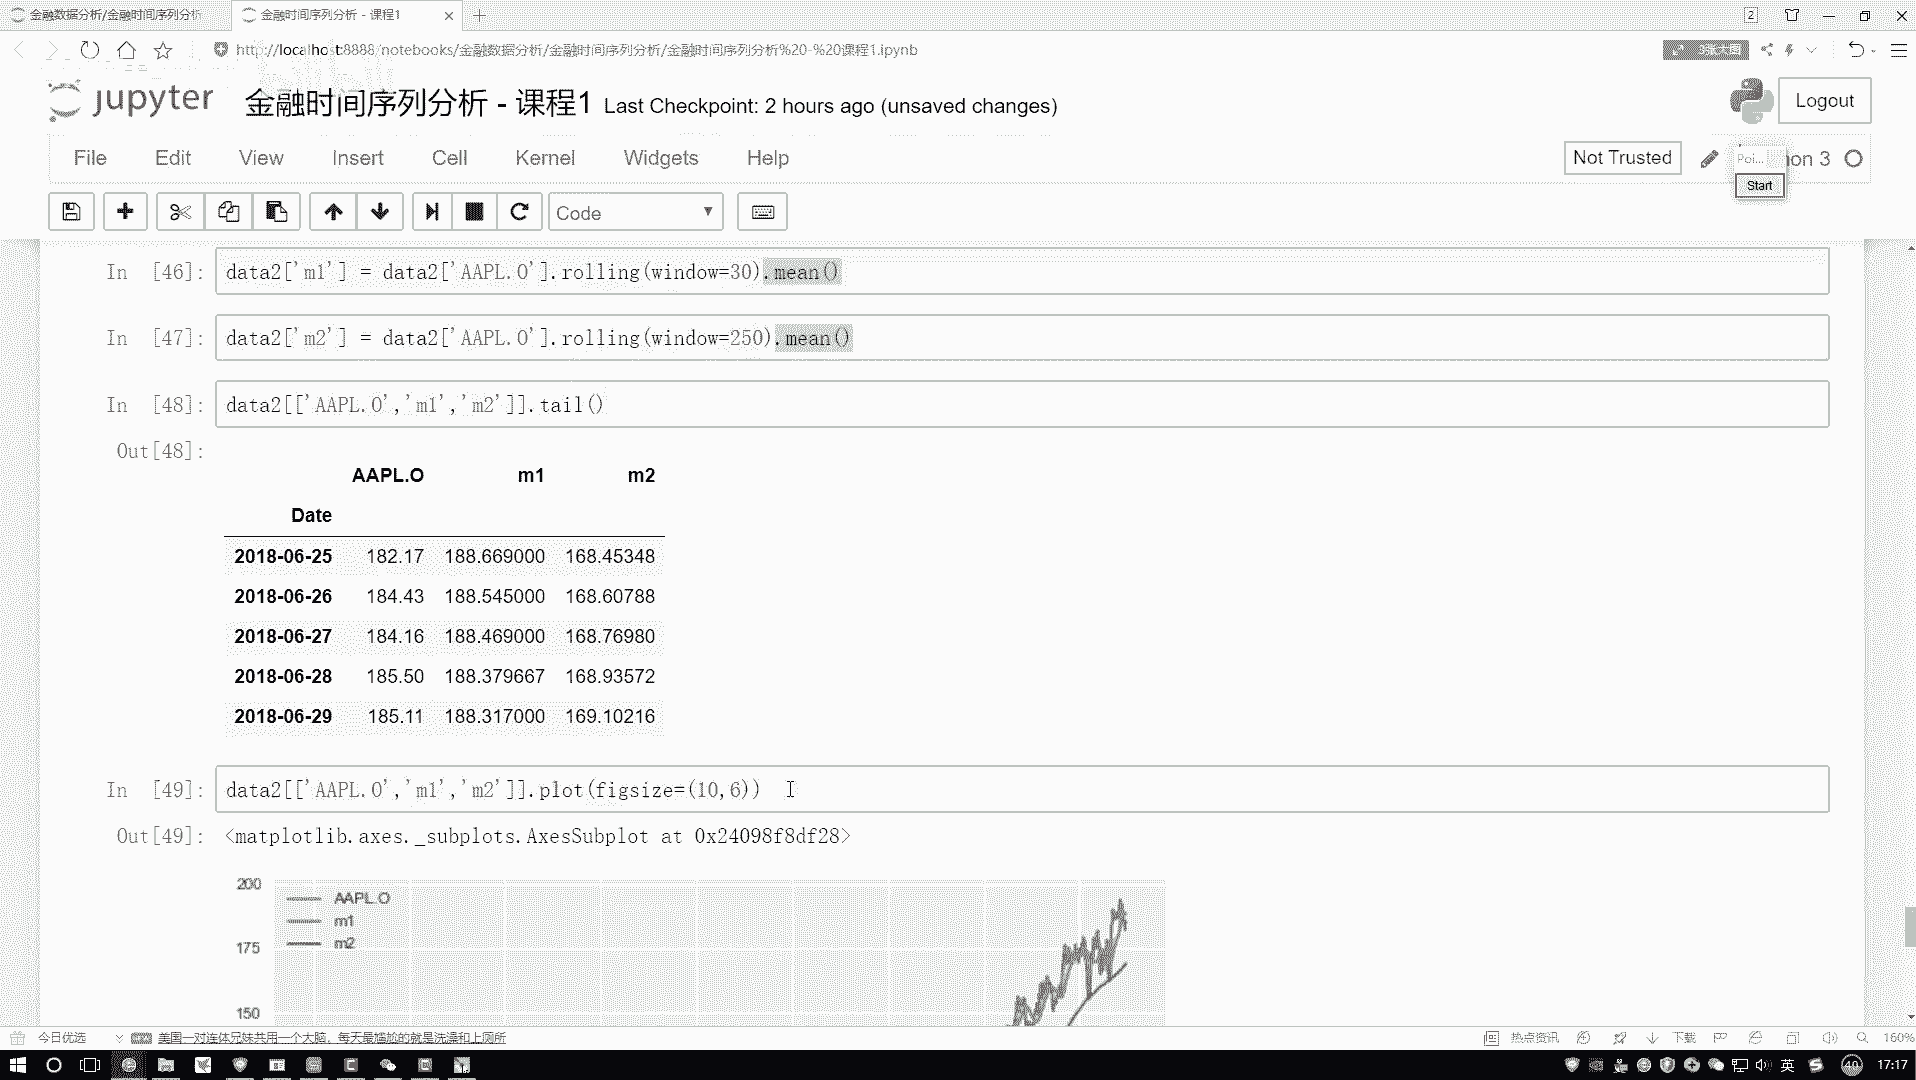 金融数据分析/金融时间序列分析
金融时间序列分析 - 课程1
2
http://localhost:8888/notebooks/金融数据分析/金融时间序列分析/金融时间序列分析%20-%20课程1.ipynb
3张大图
jupyter 金融时间序列分析 - 课程1 Last Checkpoint: 2 hours ago (unsaved changes)
Logout
File Edit View Insert Cell Kernel Widgets Help
Not Trusted
Poi...
on 3
Start
Code
In [46]: data2['m1'] = data2['AAPL.O'].rolling(window=30).mean()
In [47]: data2['m2'] = data2['AAPL.O'].rolling(window=250).mean()
In [48]: data2[['AAPL.O','m1','m2']].tail()
Out[48]:
AAPL.O m1 m2
Date
2018-06-25 182.17 188.669000 168.45348
2018-06-26 184.43 188.545000 168.60788
2018-06-27 184.16 188.469000 168.76980
2018-06-28 185.50 188.379667 168.93572
2018-06-29 185.11 188.317000 169.10216
In [49]: data2[['AAPL.O','m1','m2']].plot(figsize=(10,6))
Out[49]: <matplotlib.axes._subplots.AxesSubplot at 0x24098f8df28>
200
AAPL.O
m1
m2
175
150
今日优选
美国一对连体兄妹共用一个大脑，每天最尴尬的就是洗澡和上厕所
热点资讯
下载
160%
英
40
17:17